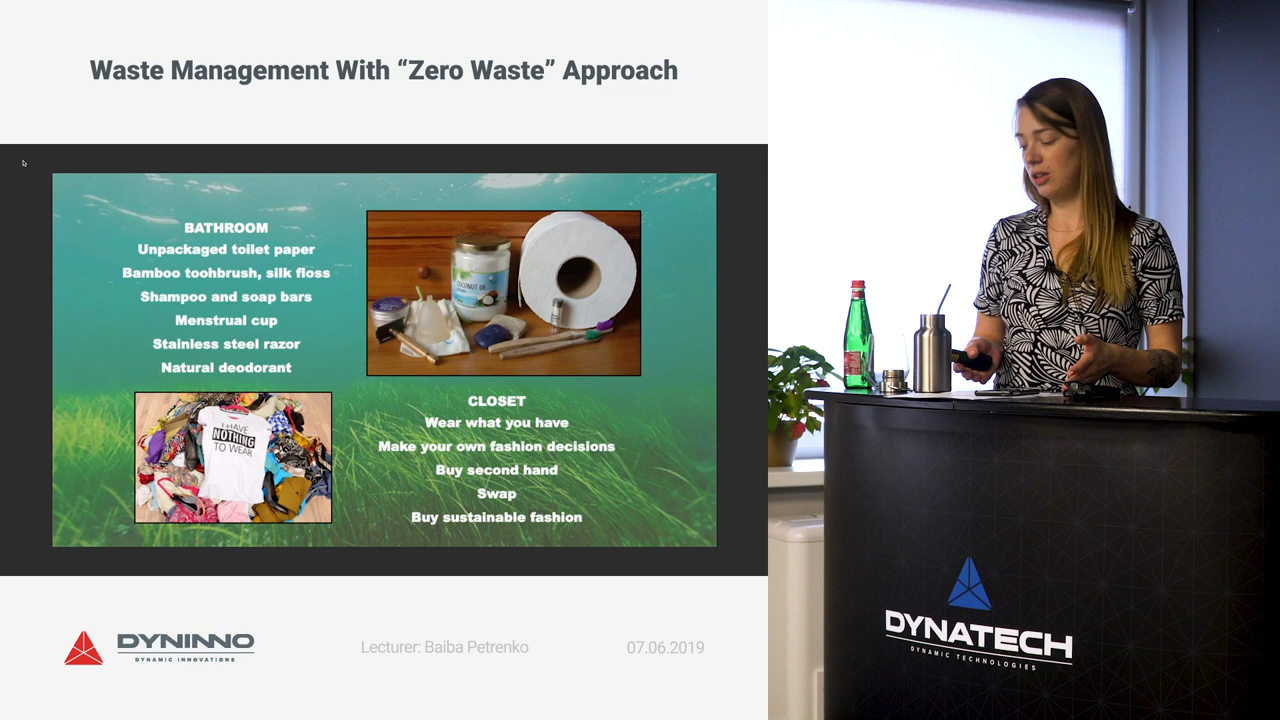 Waste Management With “Zero Waste” Approach
BATHROOM
Unpackaged toilet paper
Bamboo toohbrush, silk floss
Shampoo and soap bars
Menstrual cup
Stainless steel razor
Natural deodorant
COCONUT OIL
I HAVE
NOTHING
TO WEAR
CLOSET
Wear what you have
Make your own fashion decisions
Buy second hand
Swap
Buy sustainable fashion
DYNINNO
DYNAMIC INNOVATIONS
Lecturer: Baiba Petrenko
07.06.2019
DYNATECH
DYNAMIC TECHNOLOGIES